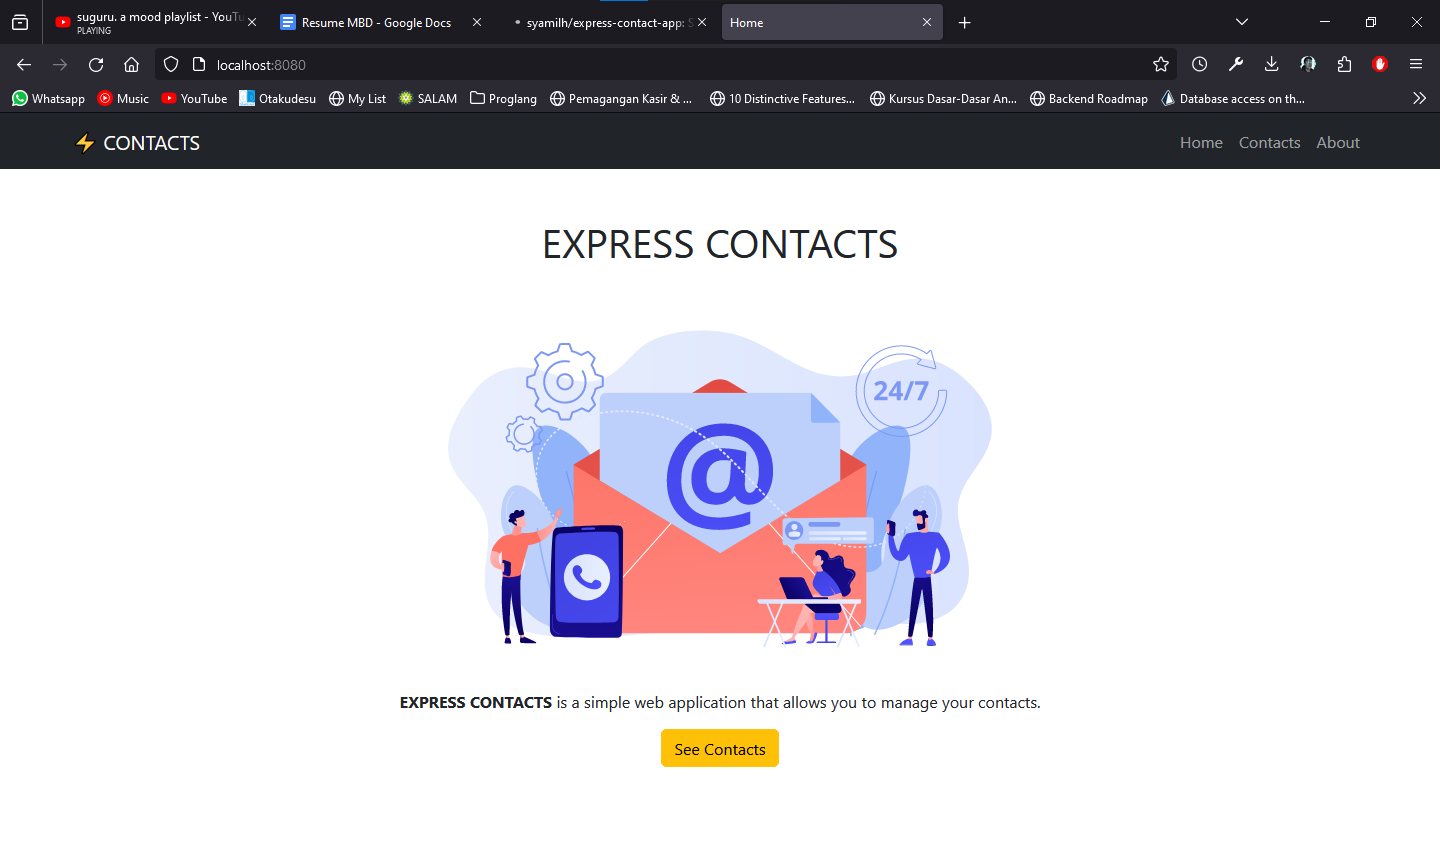 suguru. a mood playlist - YouTu
PLAYING
Resume MBD - Google Docs
syamilh/express-contact-app: S
Home
localhost:8080
Whatsapp
Music
YouTube
Otakudesu
My List
SALAM
Proglang
Pemagangan Kasir & ...
10 Distinctive Features...
Kursus Dasar-Dasar An...
Backend Roadmap
Database access on th...
⚡ CONTACTS
Home
Contacts
About
EXPRESS CONTACTS
24/7
@
EXPRESS CONTACTS is a simple web application that allows you to manage your contacts.
See Contacts